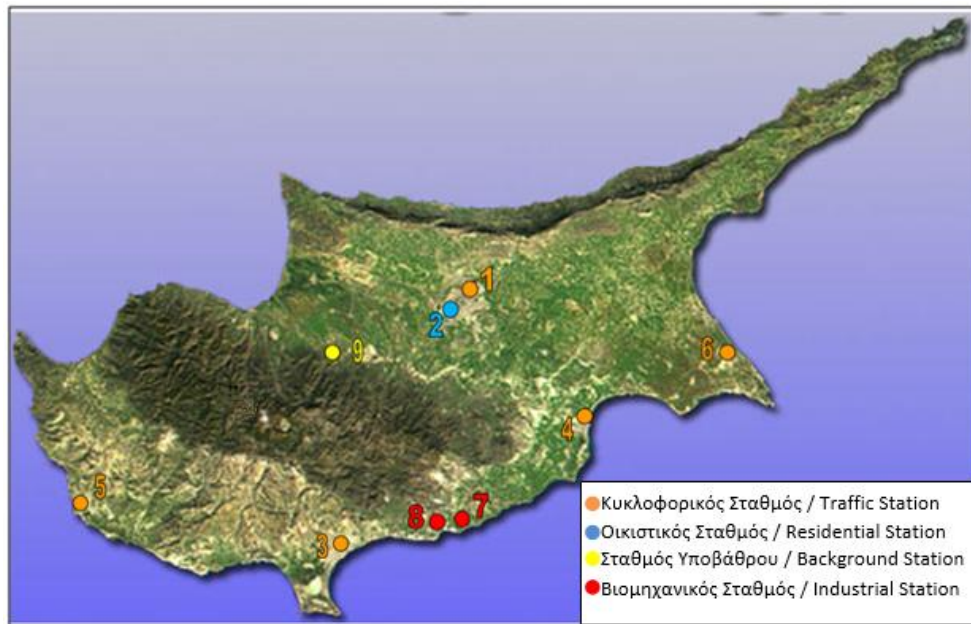 1
2
9
6
4
5
8 7
3
Κυκλοφορικός Σταθμός / Traffic Station
Οικιστικός Σταθμός / Residential Station
Σταθμός Υποβάθρου / Background Station
Βιομηχανικός Σταθμός / Industrial Station